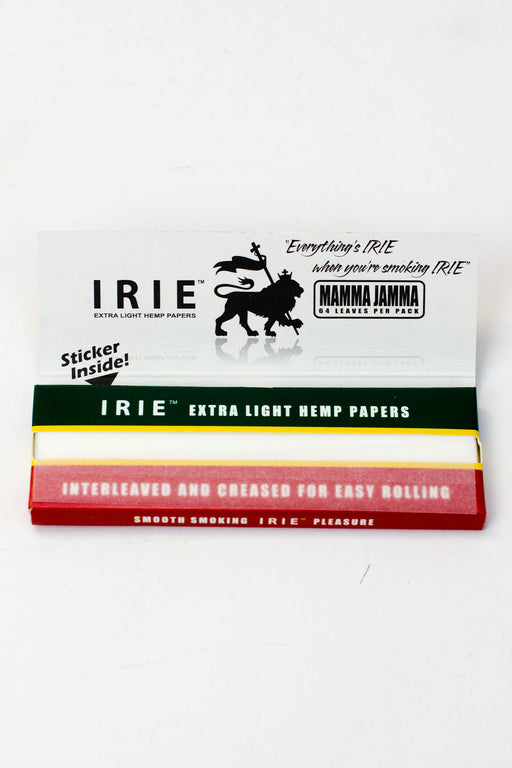 "Everything's IRIE
when you're smoking IRIE"
IRIE™
EXTRA LIGHT HEMP PAPERS
MAMMA JAMMA
64 LEAVES PER PACK
Sticker
Inside!
IRIE™ EXTRA LIGHT HEMP PAPERS
INTERLEAVED AND CREASED FOR EASY ROLLING
SMOOTH SMOKING IRIE™ PLEASURE